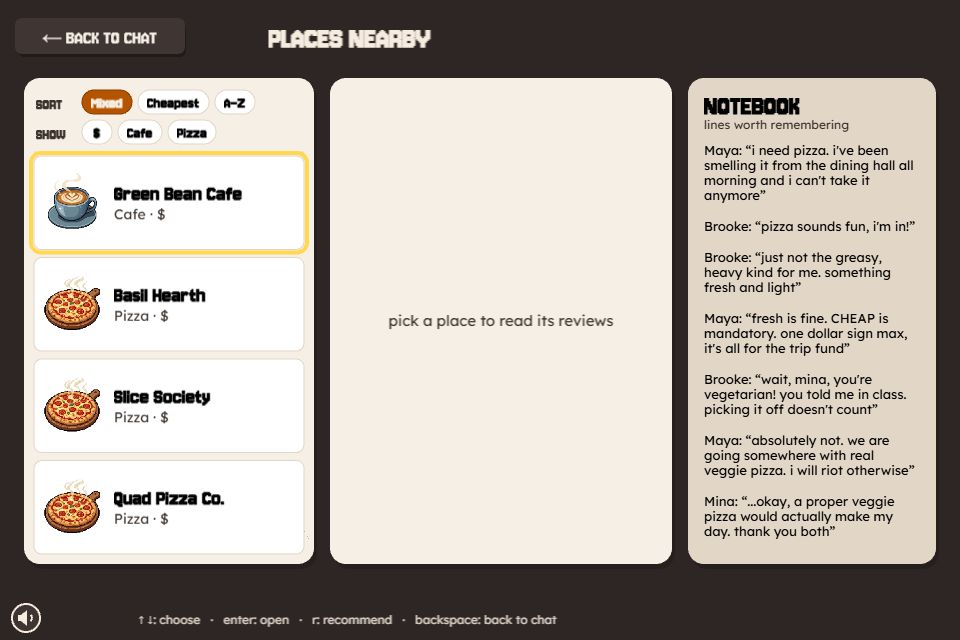 ← BACK TO CHAT
PLACES NEARBY
SORT Mixed Cheapest A-Z
SHOW $ Cafe Pizza
Green Bean Cafe
Cafe · $
Basil Hearth
Pizza · $
Slice Society
Pizza · $
Quad Pizza Co.
Pizza · $
pick a place to read its reviews
NOTEBOOK
lines worth remembering
Maya: “i need pizza. i've been
smelling it from the dining hall all
morning and i can't take it
anymore”
Brooke: “pizza sounds fun, i'm in!”
Brooke: “just not the greasy,
heavy kind for me. something
fresh and light”
Maya: “fresh is fine. CHEAP is
mandatory. one dollar sign max,
it's all for the trip fund”
Brooke: “wait, mina, you're
vegetarian! you told me in class.
picking it off doesn't count”
Maya: “absolutely not. we are
going somewhere with real
veggie pizza. i will riot otherwise”
Mina: “...okay, a proper veggie
pizza would actually make my
day. thank you both”
↑ ↓: choose · enter: open · r: recommend · backspace: back to chat